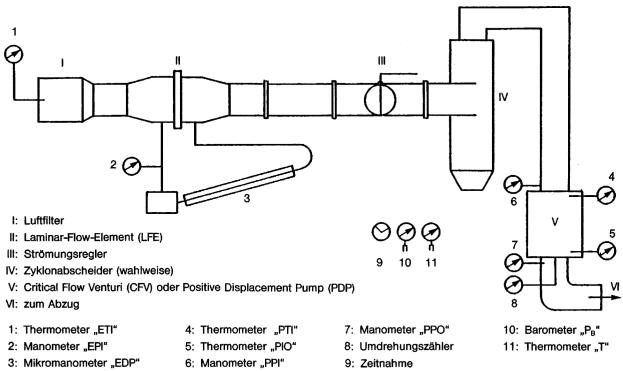 1
I
II
III
IV
2
3
4
6
V
5
7
8
VI
9 10 11
I: Luftfilter
II: Laminar-Flow-Element (LFE)
III: Strömungsregler
IV: Zyklonabscheider (wahlweise)
V: Critical Flow Venturi (CFV) oder Positive Displacement Pump (PDP)
VI: zum Abzug
1: Thermometer „ETI“ 4: Thermometer „PTI“ 7: Manometer „PPO“ 10: Barometer „PB“
2: Manometer „EPI“ 5: Thermometer „PIO“ 8: Umdrehungszähler 11: Thermometer „T“
3: Mikromanometer „EDP“ 6: Manometer „PPI“ 9: Zeitnahme